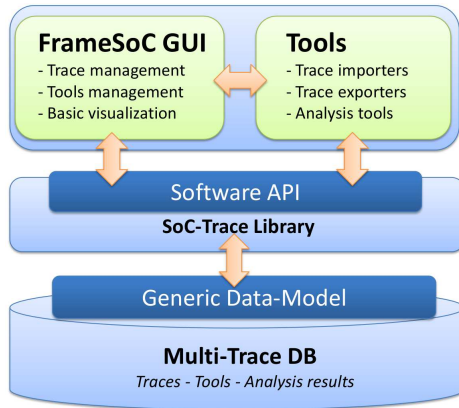 FrameSoC GUI
- Trace management
- Tools management
- Basic visualization
Tools
- Trace importers
- Trace exporters
- Analysis tools
Software API
SoC-Trace Library
Generic Data-Model
Multi-Trace DB
Traces - Tools - Analysis results